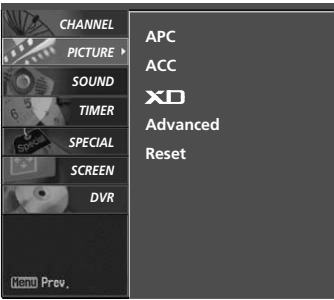 CHANNEL
PICTURE
SOUND
TIMER
SPECIAL
SCREEN
DVR
Menu Prev.
APC
ACC
XD
Advanced
Reset